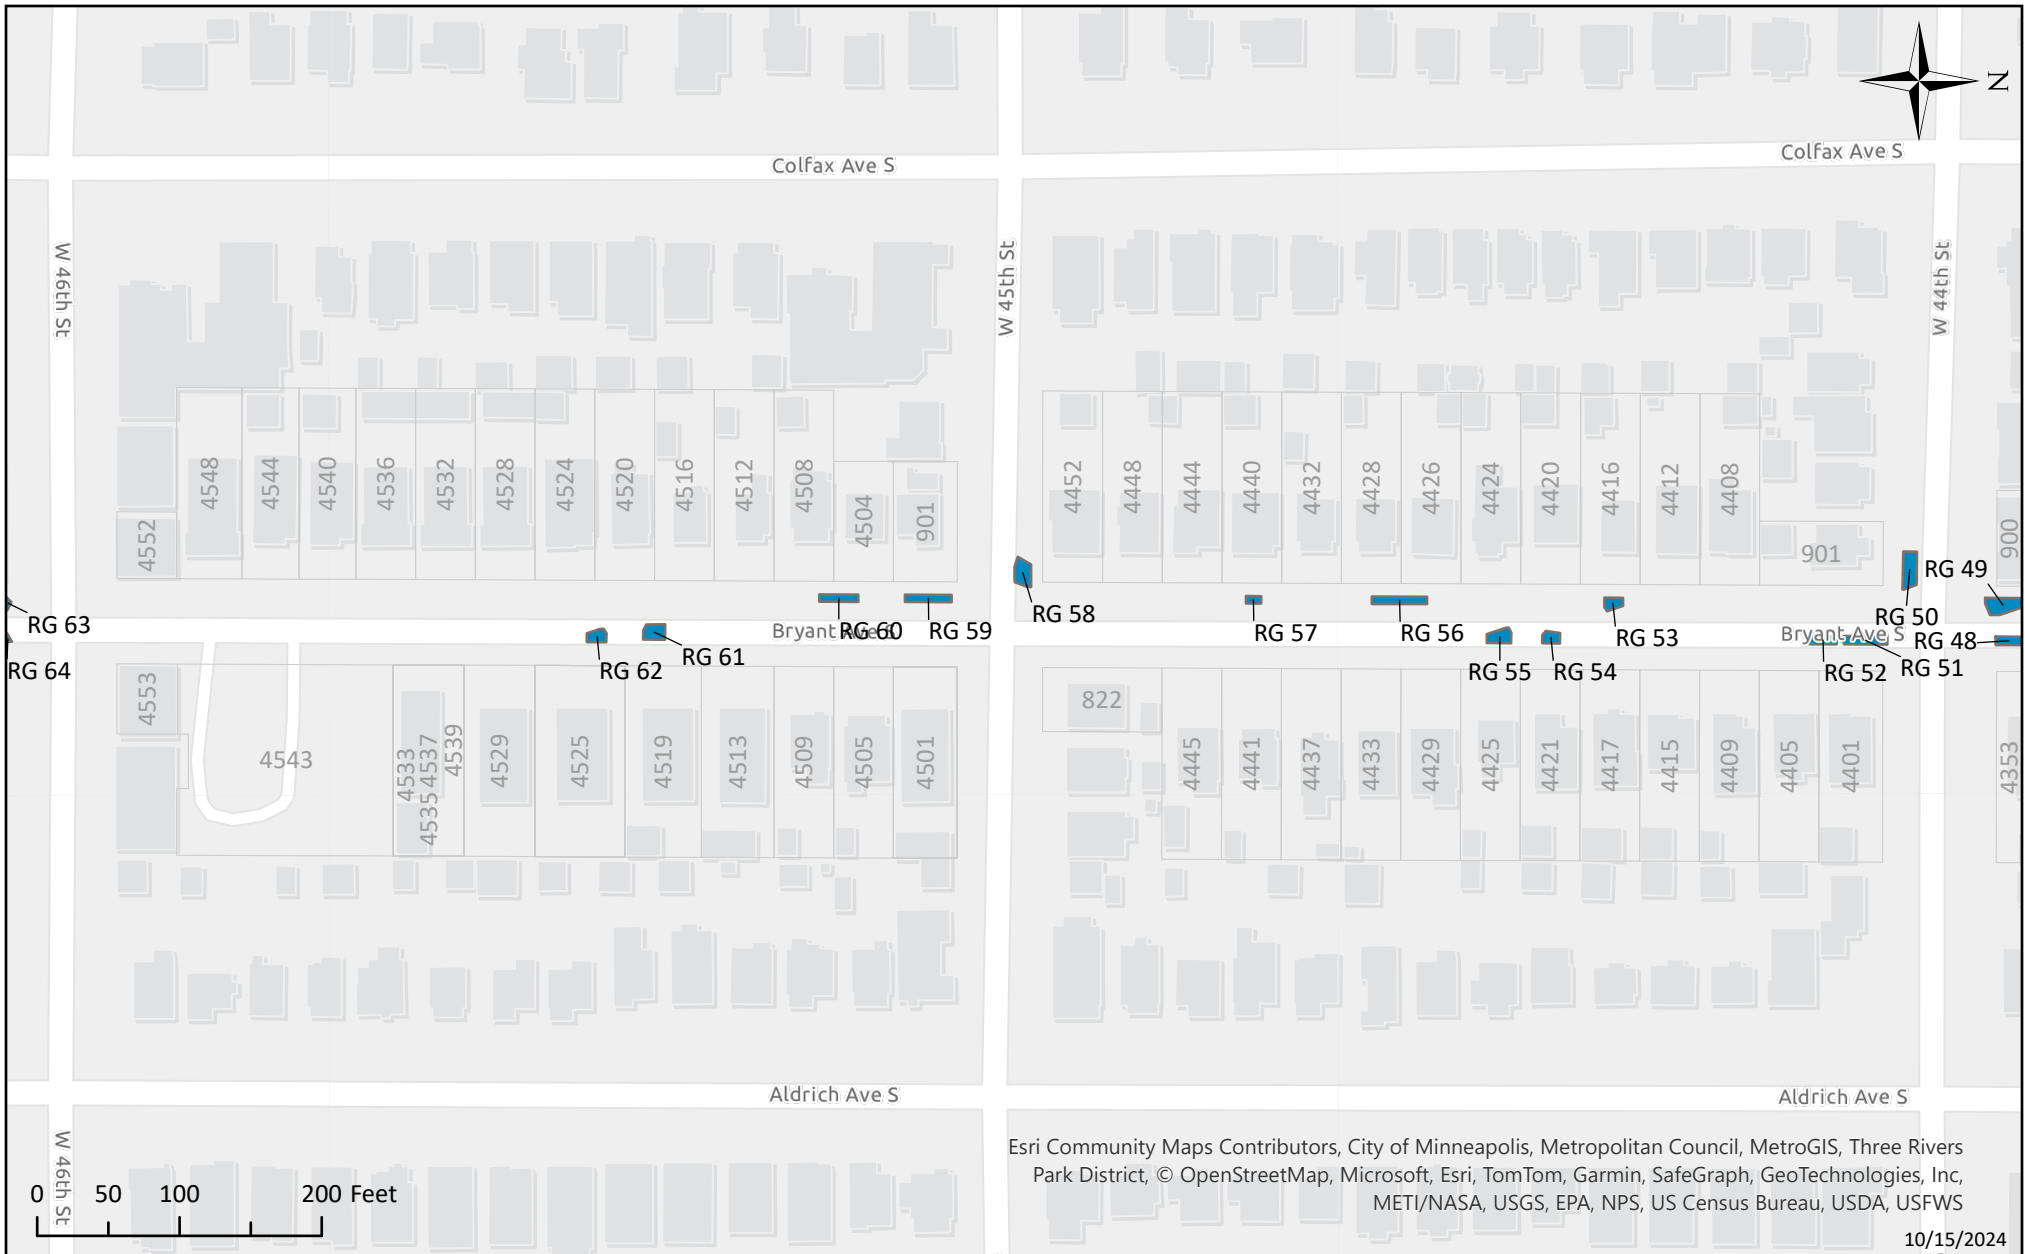 N
Colfax Ave S
Colfax Ave S
W 46th St
W 45th St
W 44th St
4548
4544
4540
4536
4532
4528
4524
4520
4516
4512
4508
4504
901
4552
4452
4448
4444
4440
4432
4428
4426
4424
4420
4416
4412
4408
901
900
RG 49
RG 50
RG 63
RG 58
RG 60
RG 59
RG 57
RG 56
RG 53
Bryant Ave S
Bryant Ave S
RG 48
RG 64
RG 62
RG 61
RG 55
RG 54
RG 52
RG 51
4553
4543
4533
4537
4539
4535
4529
4525
4519
4513
4509
4505
4501
822
4445
4441
4437
4433
4429
4425
4421
4417
4415
4409
4405
4401
4353
Aldrich Ave S
Aldrich Ave S
W 46th St
0 50 100 200 Feet
Esri Community Maps Contributors, City of Minneapolis, Metropolitan Council, MetroGIS, Three Rivers
Park District, © OpenStreetMap, Microsoft, Esri, TomTom, Garmin, SafeGraph, GeoTechnologies, Inc,
METI/NASA, USGS, EPA, NPS, US Census Bureau, USDA, USFWS
10/15/2024